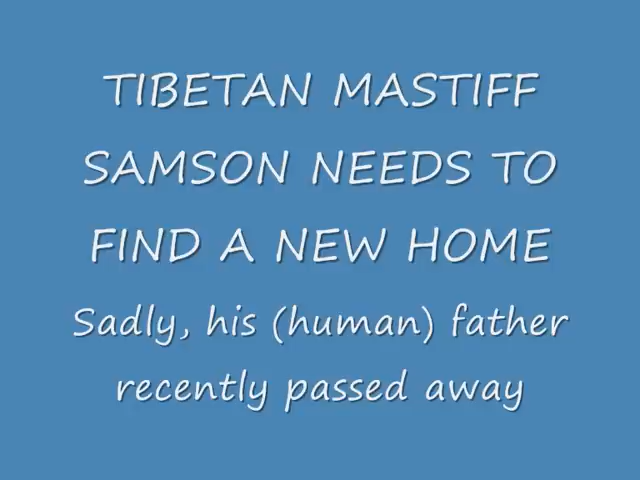 TIBETAN MASTIFF
SAMSON NEEDS TO
FIND A NEW HOME
Sadly, his (human) father
recently passed away